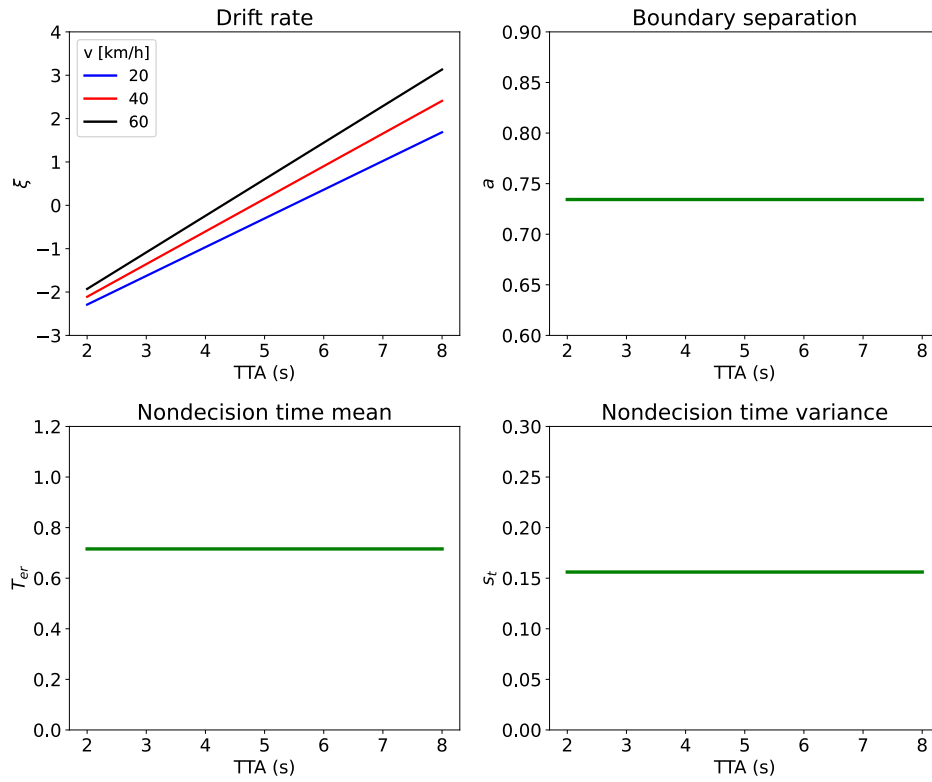 Drift rate
4
3
2
1
0
−1
−2
−3
ξ
v [km/h]
20
40
60
2 3 4 5 6 7 8
TTA (s)
Boundary separation
0.90
0.85
0.80
0.75
0.70
0.65
0.60
a
2 3 4 5 6 7 8
TTA (s)
Nondecision time mean
1.2
1.0
0.8
0.6
0.4
0.2
0.0
T_er
2 3 4 5 6 7 8
TTA (s)
Nondecision time variance
0.30
0.25
0.20
0.15
0.10
0.05
0.00
s_t
2 3 4 5 6 7 8
TTA (s)